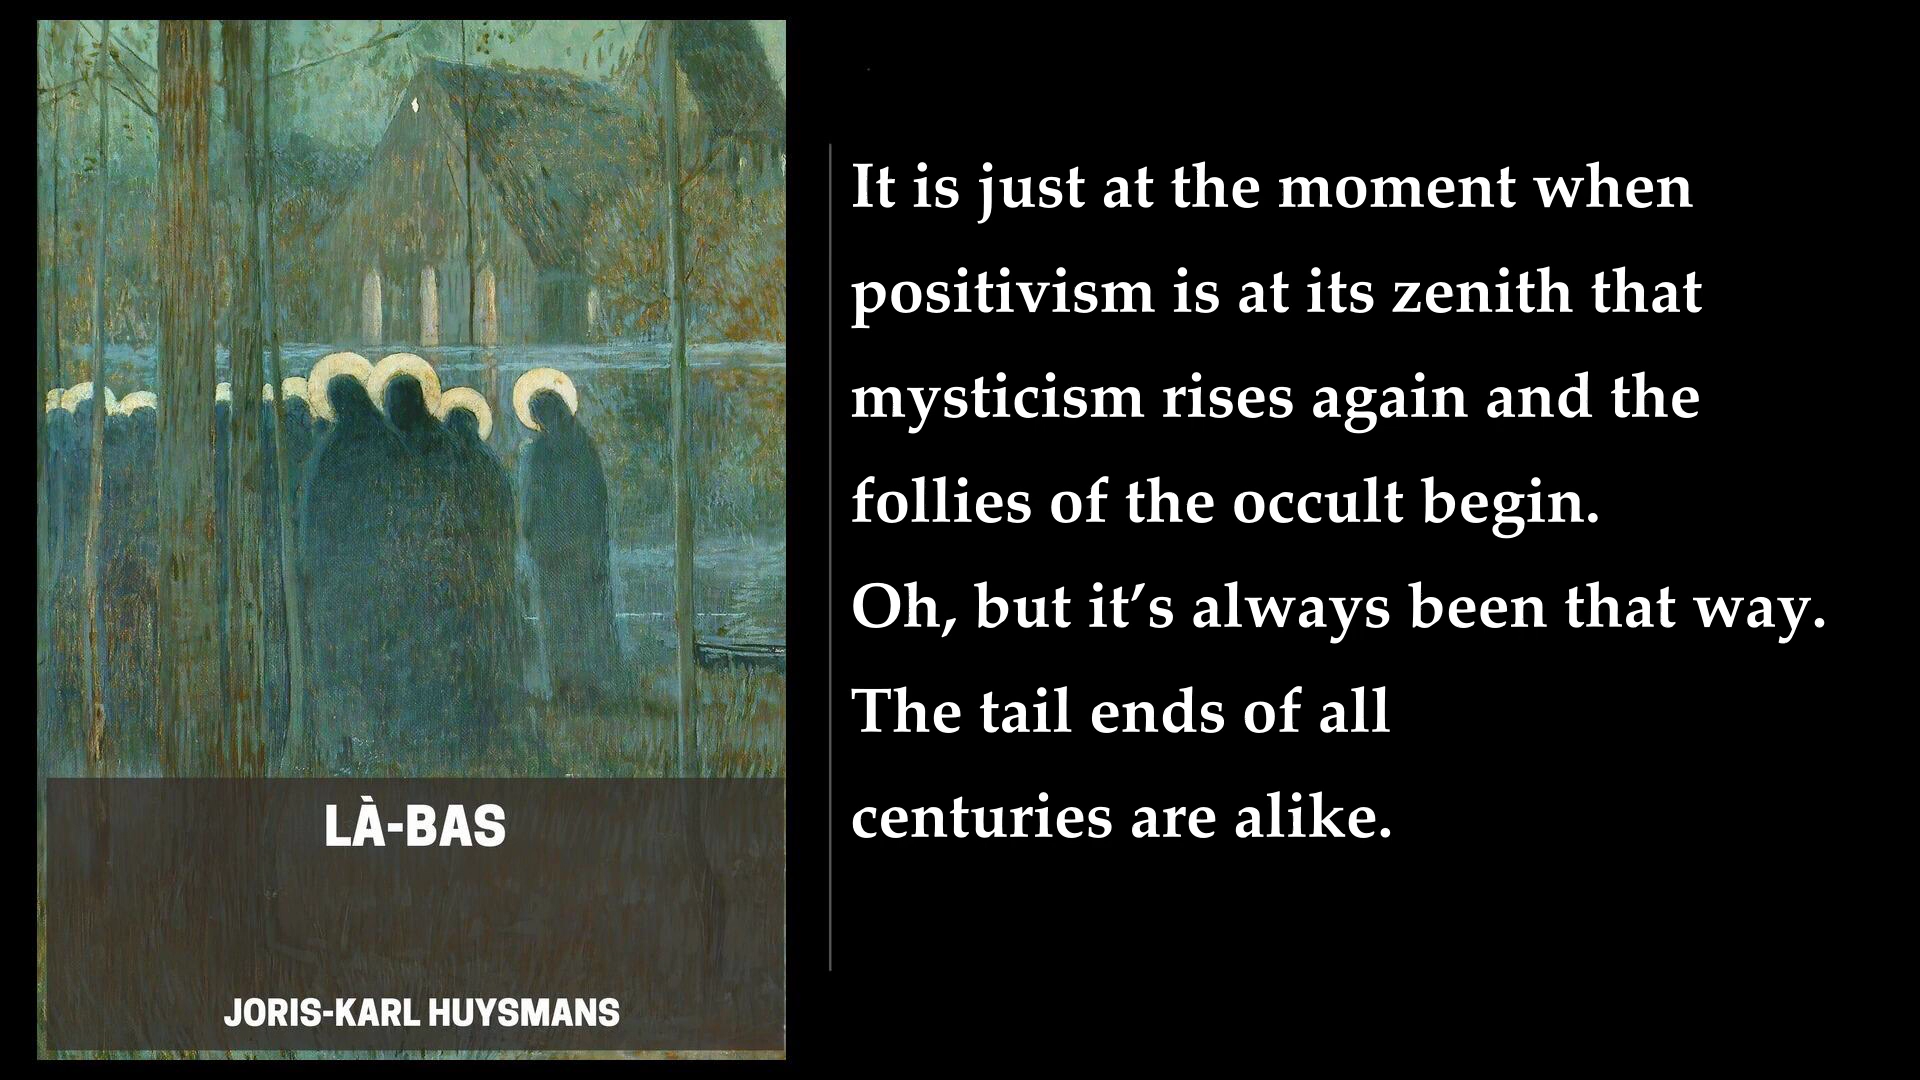 LÀ-BAS
JORIS-KARL HUYSMANS
It is just at the moment when
positivism is at its zenith that
mysticism rises again and the
follies of the occult begin.
Oh, but it’s always been that way.
The tail ends of all
centuries are alike.